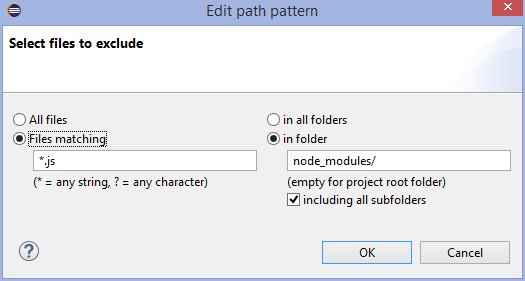 Edit path pattern
Select files to exclude
All files
in all folders
Files matching
in folder
*.js
node_modules/
(* = any string, ? = any character)
(empty for project root folder)
including all subfolders
?
OK
Cancel